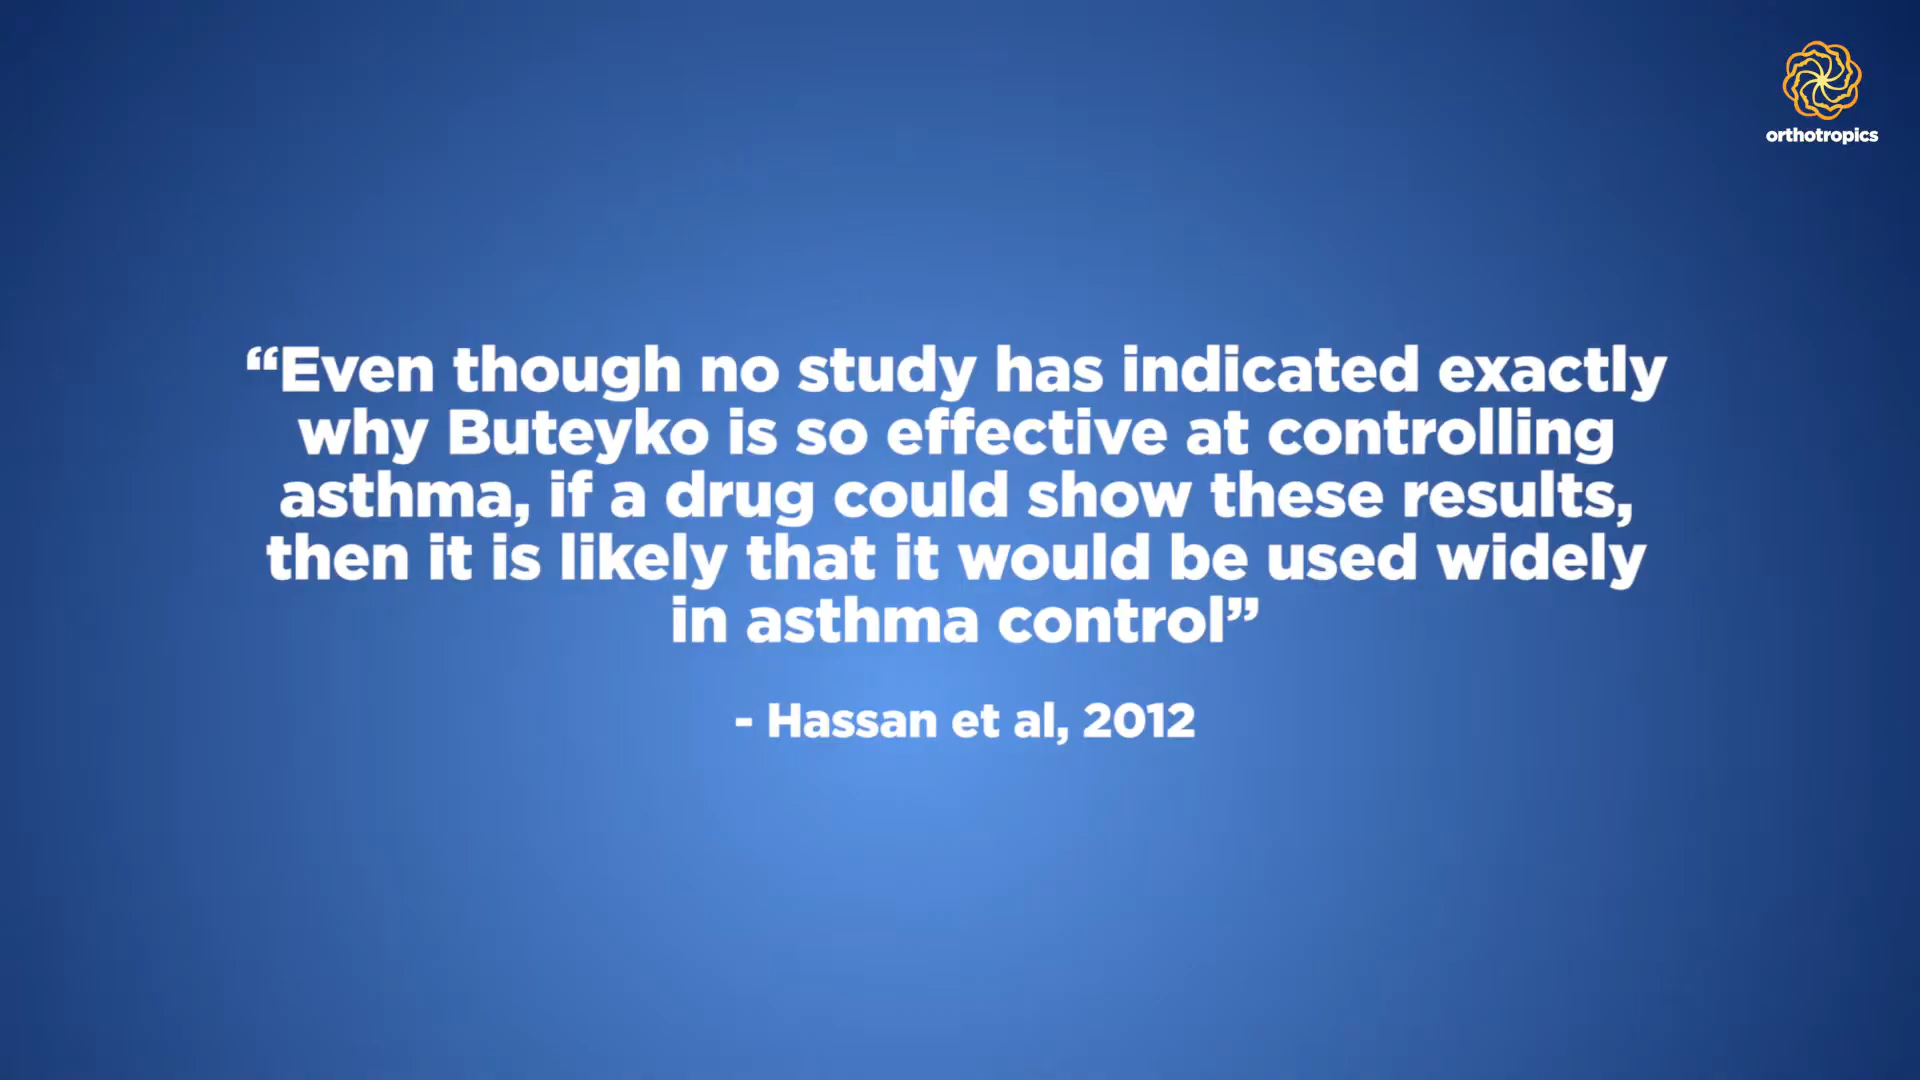 orthotropics
“Even though no study has indicated exactly
why Buteyko is so effective at controlling
asthma, if a drug could show these results,
then it is likely that it would be used widely
in asthma control”
- Hassan et al, 2012